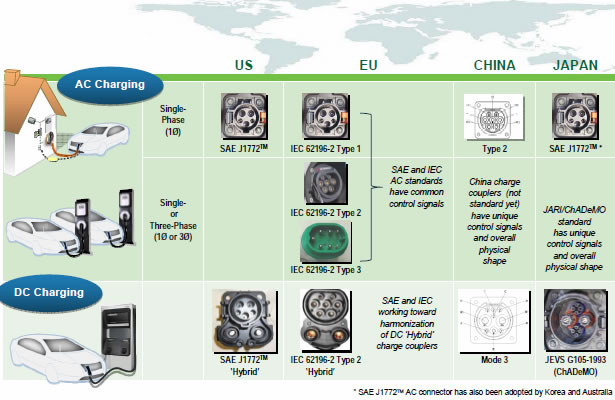 US EU CHINA JAPAN
AC Charging
Single-
Phase
(1Ø)
SAE J1772™
IEC 62196-2 Type 1
Type 2
SAE J1772™ *
Single-
or
Three-Phase
(1Ø or 3Ø)
IEC 62196-2 Type 2
IEC 62196-2 Type 3
SAE and IEC
AC standards
have common
control signals
China charge
couplers (not
standard yet)
have unique
control signals
and overall
physical
shape
JARI/ChADeMO
standard
has unique
control signals
and overall
physical shape
DC Charging
SAE J1772™
'Hybrid'
IEC 62196-2 Type 2
'Hybrid'
SAE and IEC
working toward
harmonization
of DC 'Hybrid'
charge couplers
Mode 3
JEVS G105-1993
(ChADeMO)
* SAE J1772™ AC connector has also been adopted by Korea and Australia